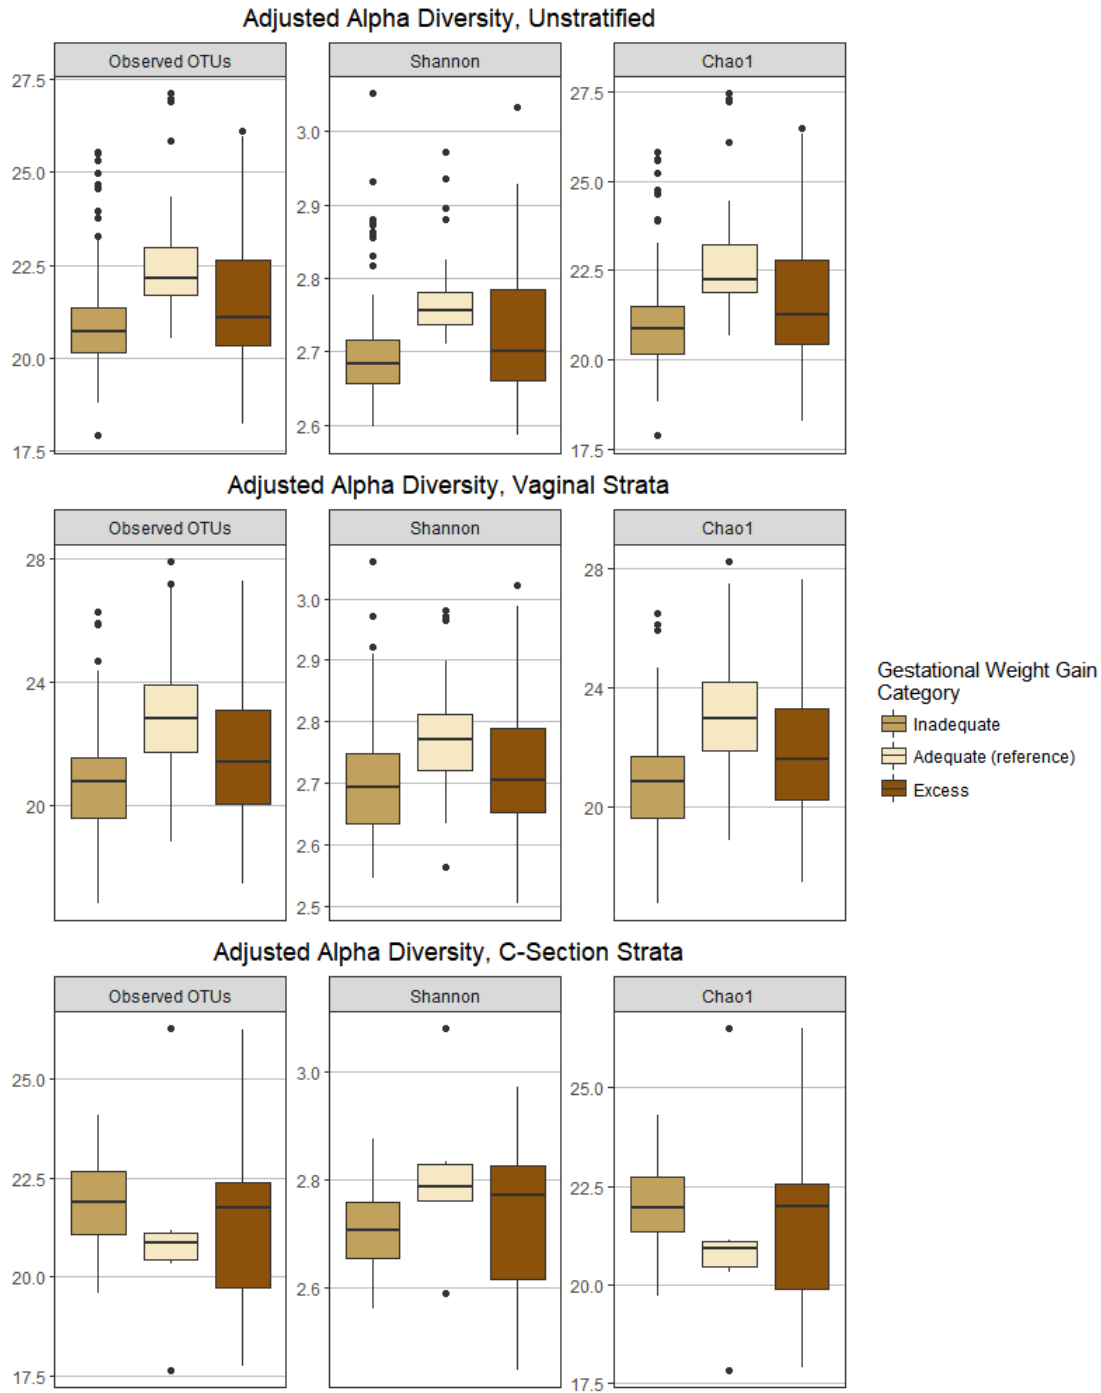 Adjusted Alpha Diversity, Unstratified
Observed OTUs
Shannon
Chao1
27.5
25.0
22.5
20.0
17.5
3.0
2.9
2.8
2.7
2.6
27.5
25.0
22.5
20.0
17.5
Adjusted Alpha Diversity, Vaginal Strata
Observed OTUs
Shannon
Chao1
28
24
20
3.0
2.9
2.8
2.7
2.6
2.5
28
24
20
Gestational Weight Gain
Category
Inadequate
Adequate (reference)
Excess
Adjusted Alpha Diversity, C-Section Strata
Observed OTUs
Shannon
Chao1
25.0
22.5
20.0
17.5
3.0
2.8
2.6
25.0
22.5
20.0
17.5